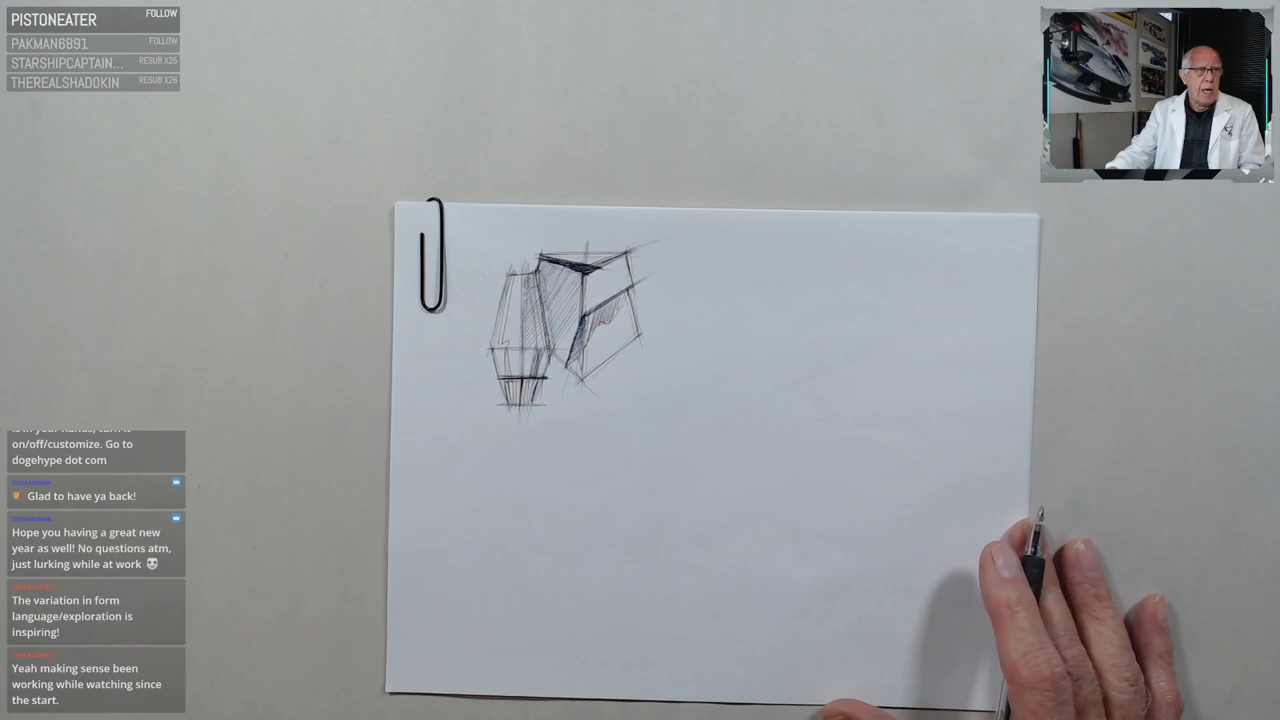 PISTONEATER FOLLOW
PAKMAN6891 FOLLOW
STARSHIPCAPTAIN... RESUB X25
THEREALSHADOKIN RESUB X26
on/off/customize. Go to
dogehype dot com
Glad to have ya back!
Hope you having a great new
year as well! No questions atm,
just lurking while at work
The variation in form
language/exploration is
inspiring!
Yeah making sense been
working while watching since
the start.